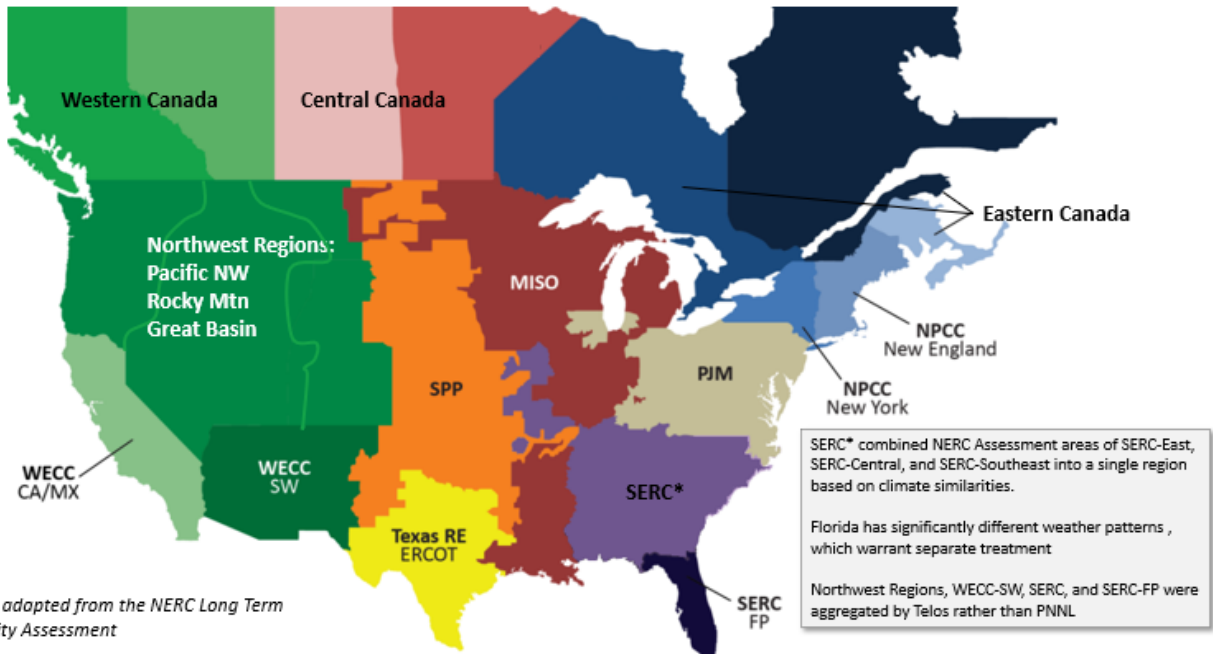 Western Canada
Central Canada
Eastern Canada
Northwest Regions:
Pacific NW
Rocky Mtn
Great Basin
MISO
NPCC
New England
SPP
PJM
NPCC
New York
WECC
CA/MX
WECC
SW
SERC*
Texas RE
ERCOT
SERC
FP
SERC* combined NERC Assessment areas of SERC-East,
SERC-Central, and SERC-Southeast into a single region
based on climate similarities.
Florida has significantly different weather patterns ,
which warrant separate treatment
Northwest Regions, WECC-SW, SERC, and SERC-FP were
aggregated by Telos rather than PNNL
adapted from the NERC Long Term
ity Assessment